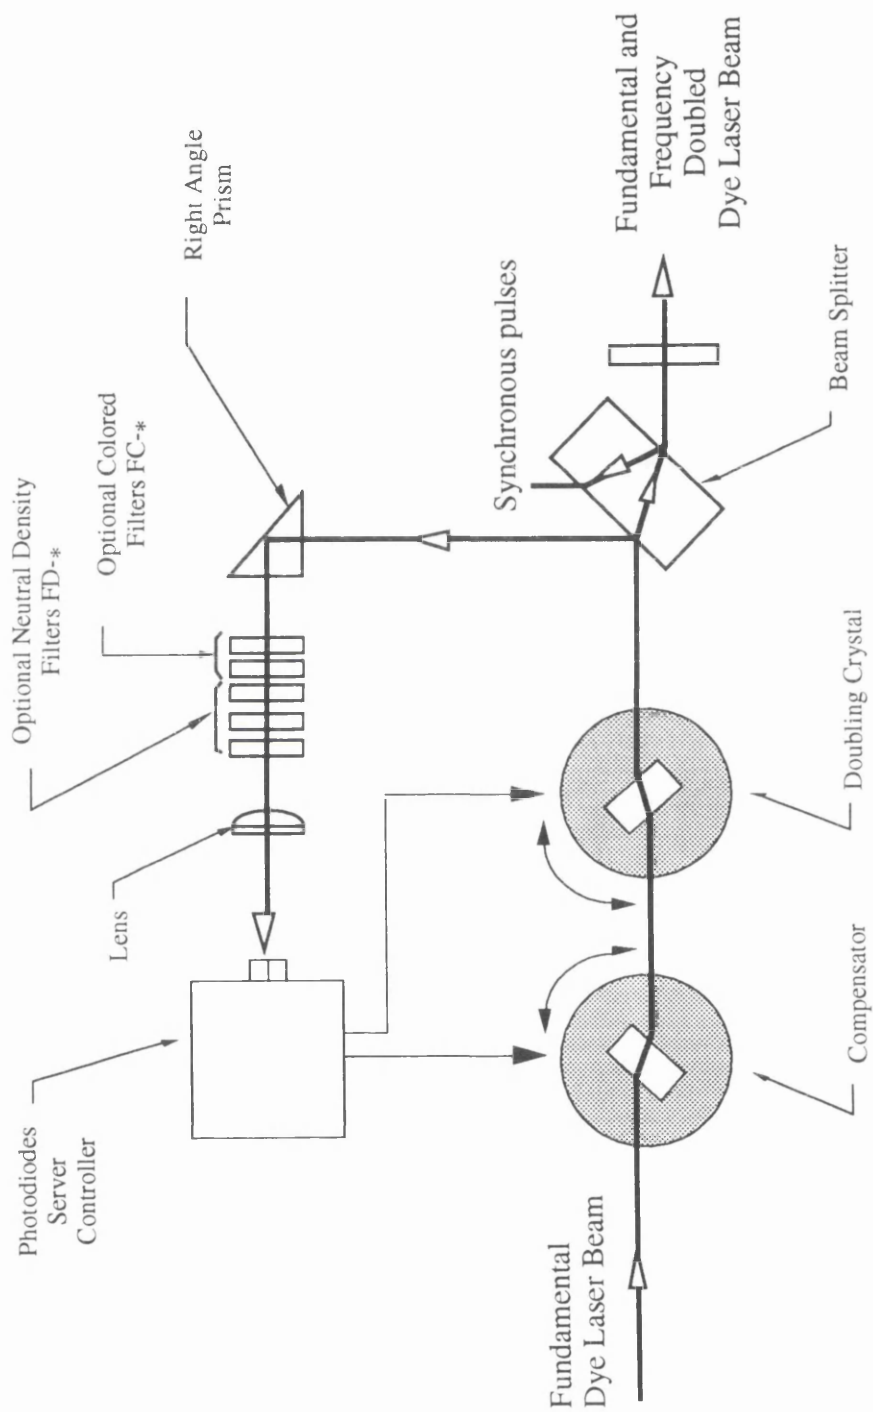 Optional Neutral Density
Filters FD-*
Optional Colored
Filters FC-*
Right Angle
Prism
Lens
Photodiodes
Server
Controller
Synchronous pulses
Fundamental and
Frequency
Doubled
Dye Laser Beam
Fundamental
Dye Laser Beam
Compensator
Doubling Crystal
Beam Splitter